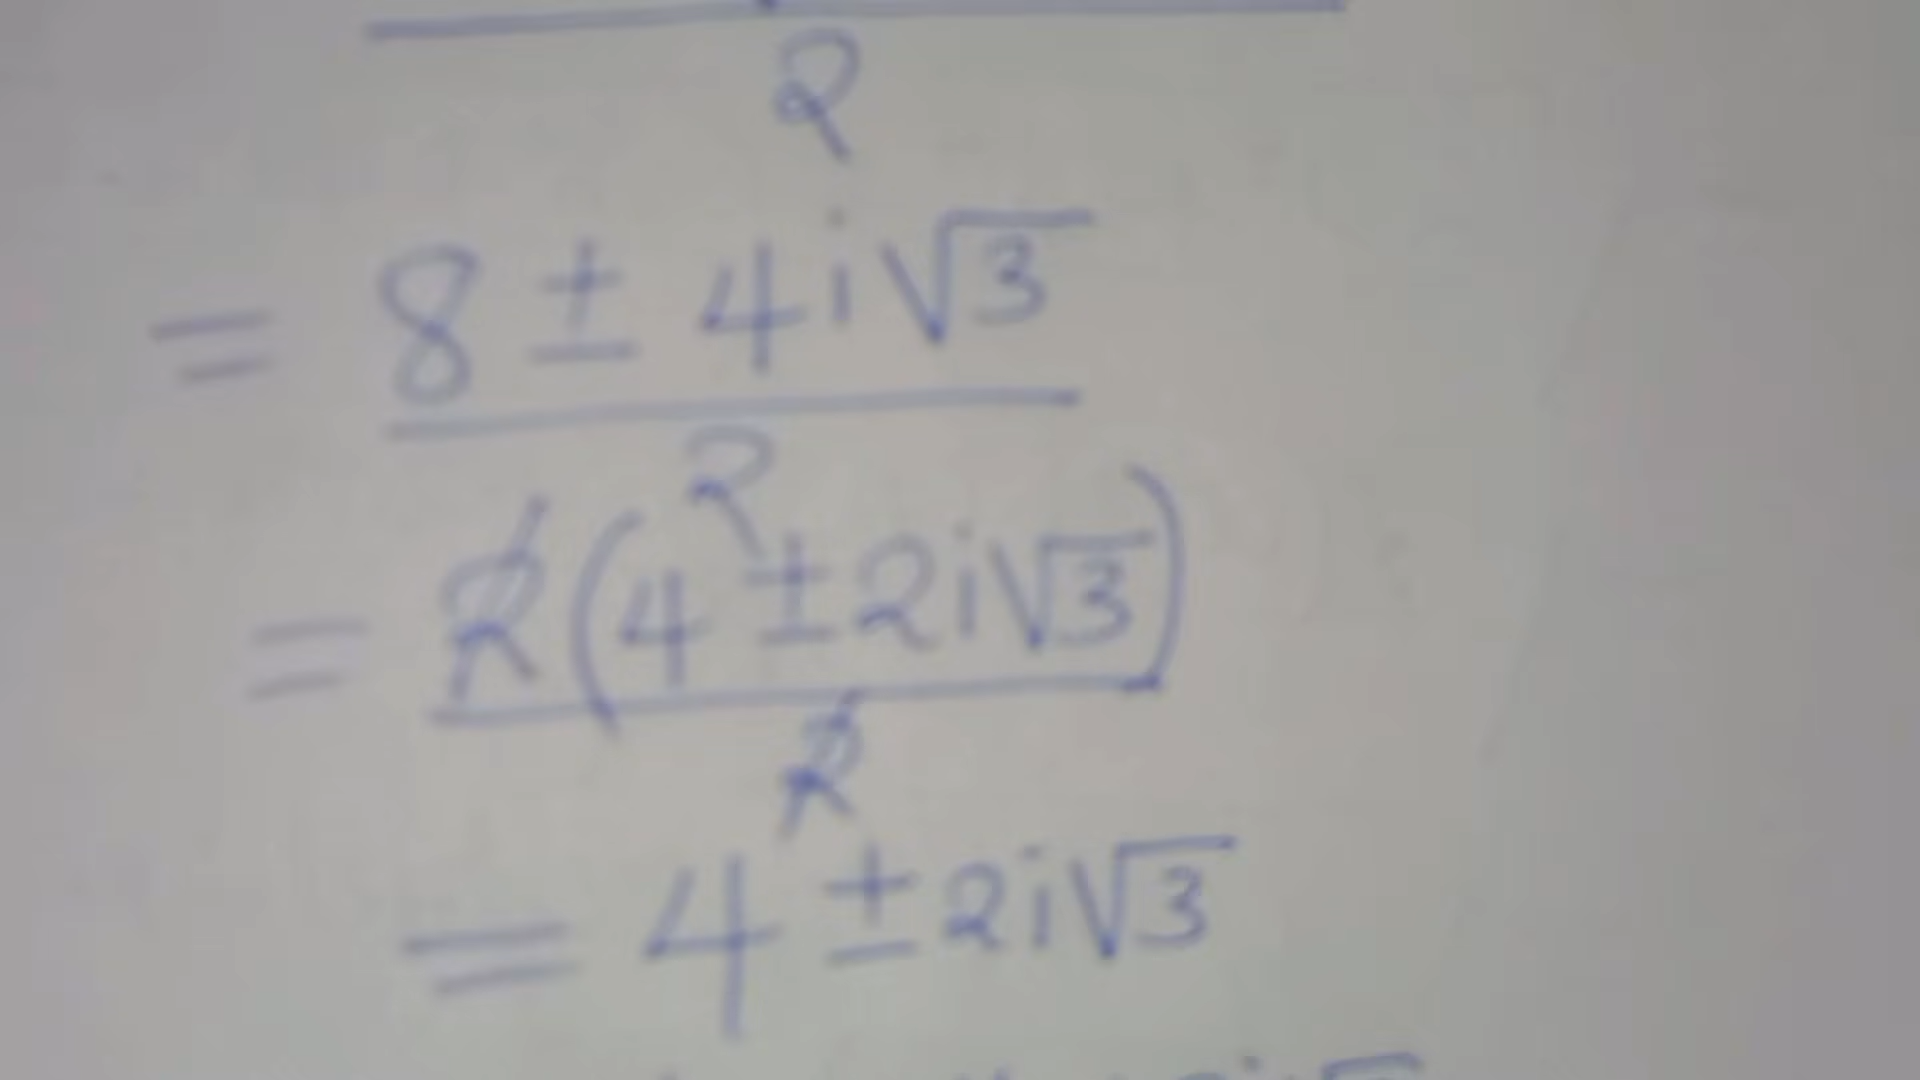 2
= 8 ± 4i√3
2
= 2(4 ± 2i√3)
2
= 4 ± 2i√3